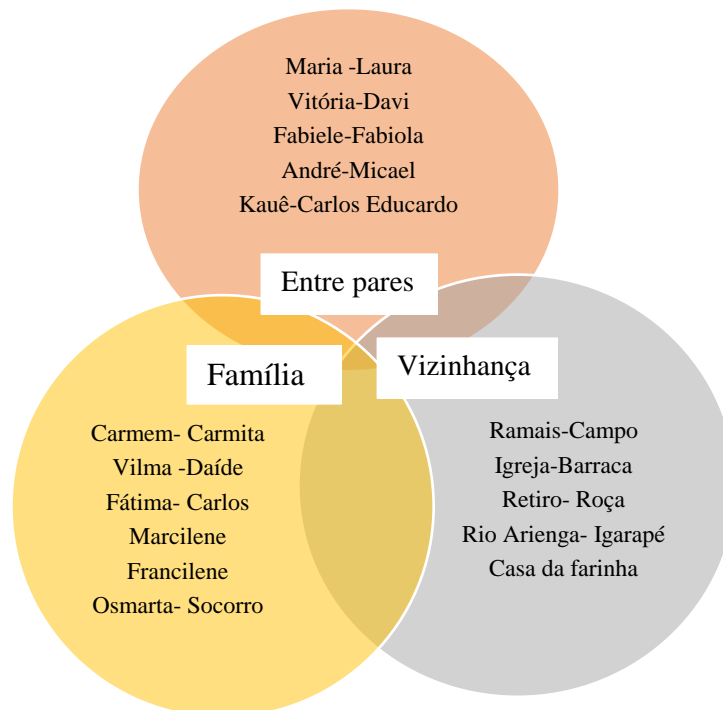 Maria -Laura
Vitória-Davi
Fabiele-Fabiola
André-Micael
Kauê-Carlos Educardo
Entre pares
Família
Vizinhança
Carmem- Carmita
Vilma -Daíde
Fátima- Carlos
Marcilene
Francilene
Osmarta- Socorro
Ramais-Campo
Igreja-Barraca
Retiro- Roça
Rio Arienga- Igarapé
Casa da farinha